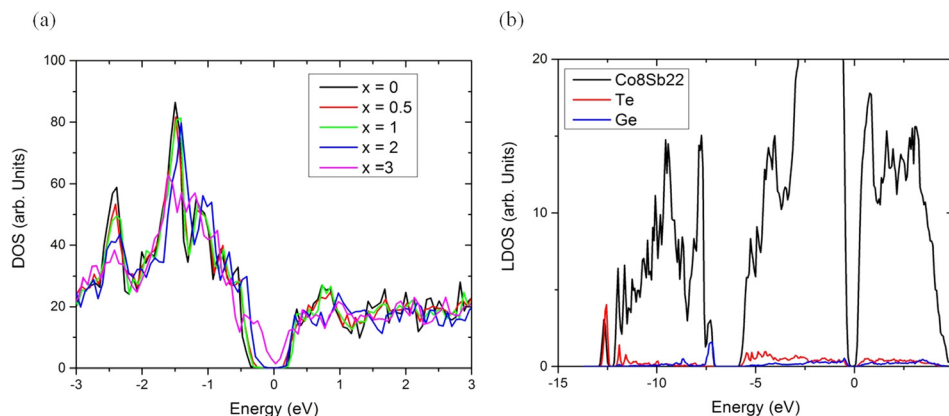 (a)
100
80
60
40
20
0
DOS (arb. Units)
x = 0
x = 0.5
x = 1
x = 2
x =3
-3 -2 -1 0 1 2 3
Energy (eV)
(b)
20
10
0
LDOS (arb. Units)
Co8Sb22
Te
Ge
-15 -10 -5 0
Energy (eV)